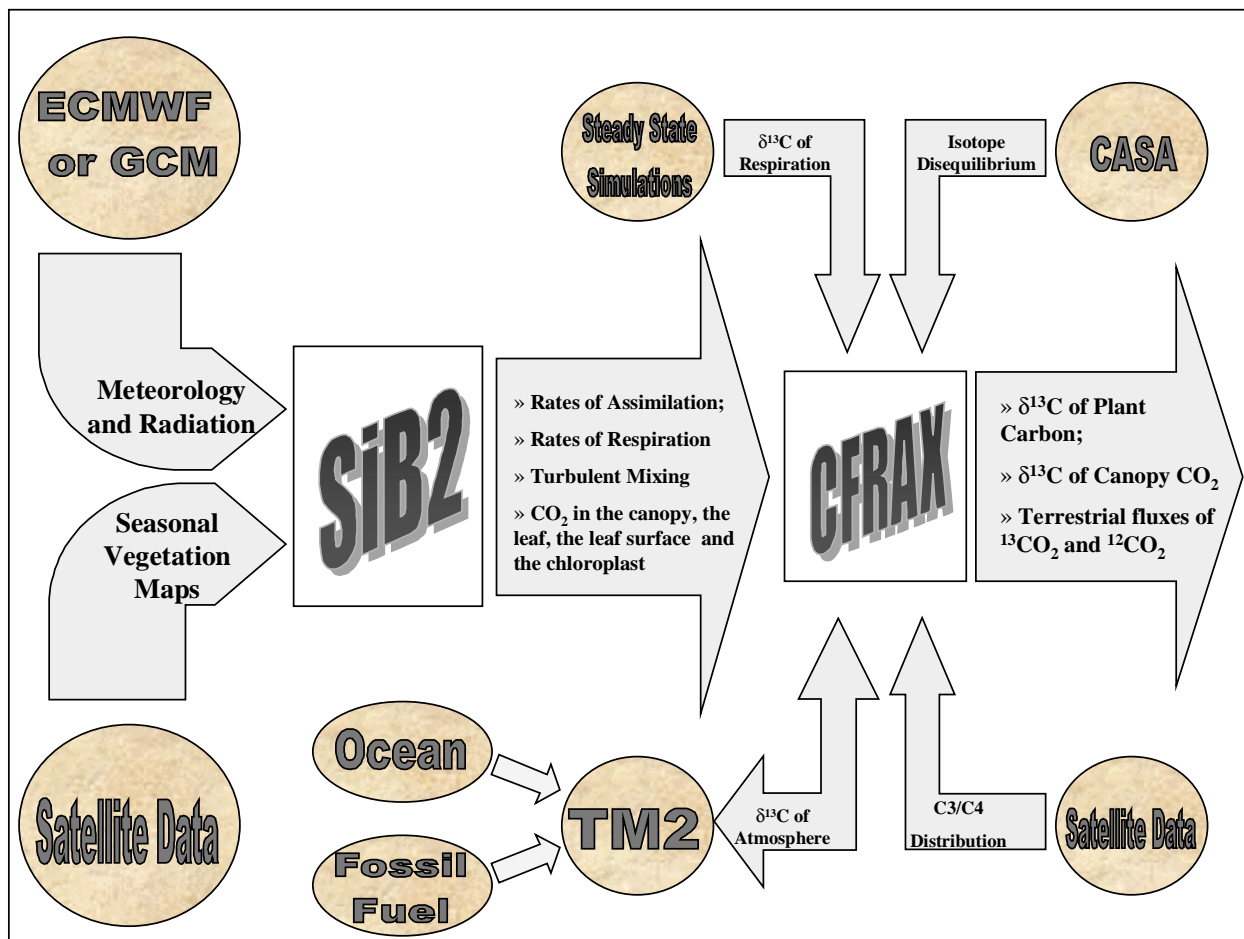 ECMWF
or GCM
Steady State
Simulations
δ¹³C of
Respiration
Isotope
Disequilibrium
CASA
Meteorology
and Radiation
Seasonal
Vegetation
Maps
SiB2
» Rates of Assimilation;
» Rates of Respiration
» Turbulent Mixing
» CO₂ in the canopy, the
leaf, the leaf surface and
the chloroplast
CFRAX
» δ¹³C of Plant
Carbon;
» δ¹³C of Canopy CO₂
» Terrestrial fluxes of
¹³CO₂ and ¹²CO₂
Satellite Data
Ocean
Fossil
Fuel
TM2
δ¹³C of
Atmosphere
C3/C4
Distribution
Satellite Data